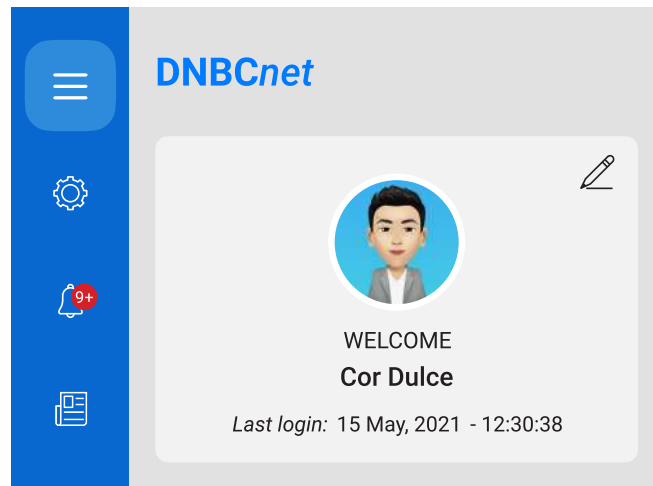 DNBCnet
9+
WELCOME
Cor Dulce
Last login: 15 May, 2021 - 12:30:38